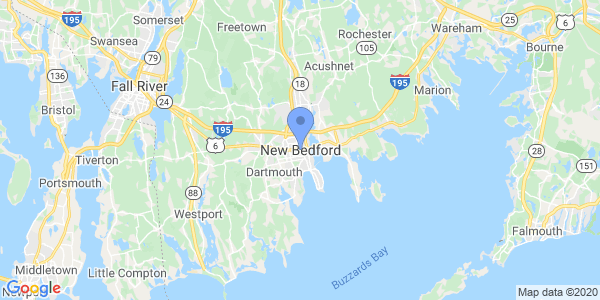 195
Somerset
Freetown
Rochester
105
Wareham
25
6
Swansea
79
Acushnet
Bourne
136
Fall River
18
195
Marion
Bristol
24
195
6
New Bedford
28
151
Tiverton
Dartmouth
Portsmouth
88
Westport
Falmouth
Middletown
Little Compton
Buzzards Bay
Google
Map data ©2020